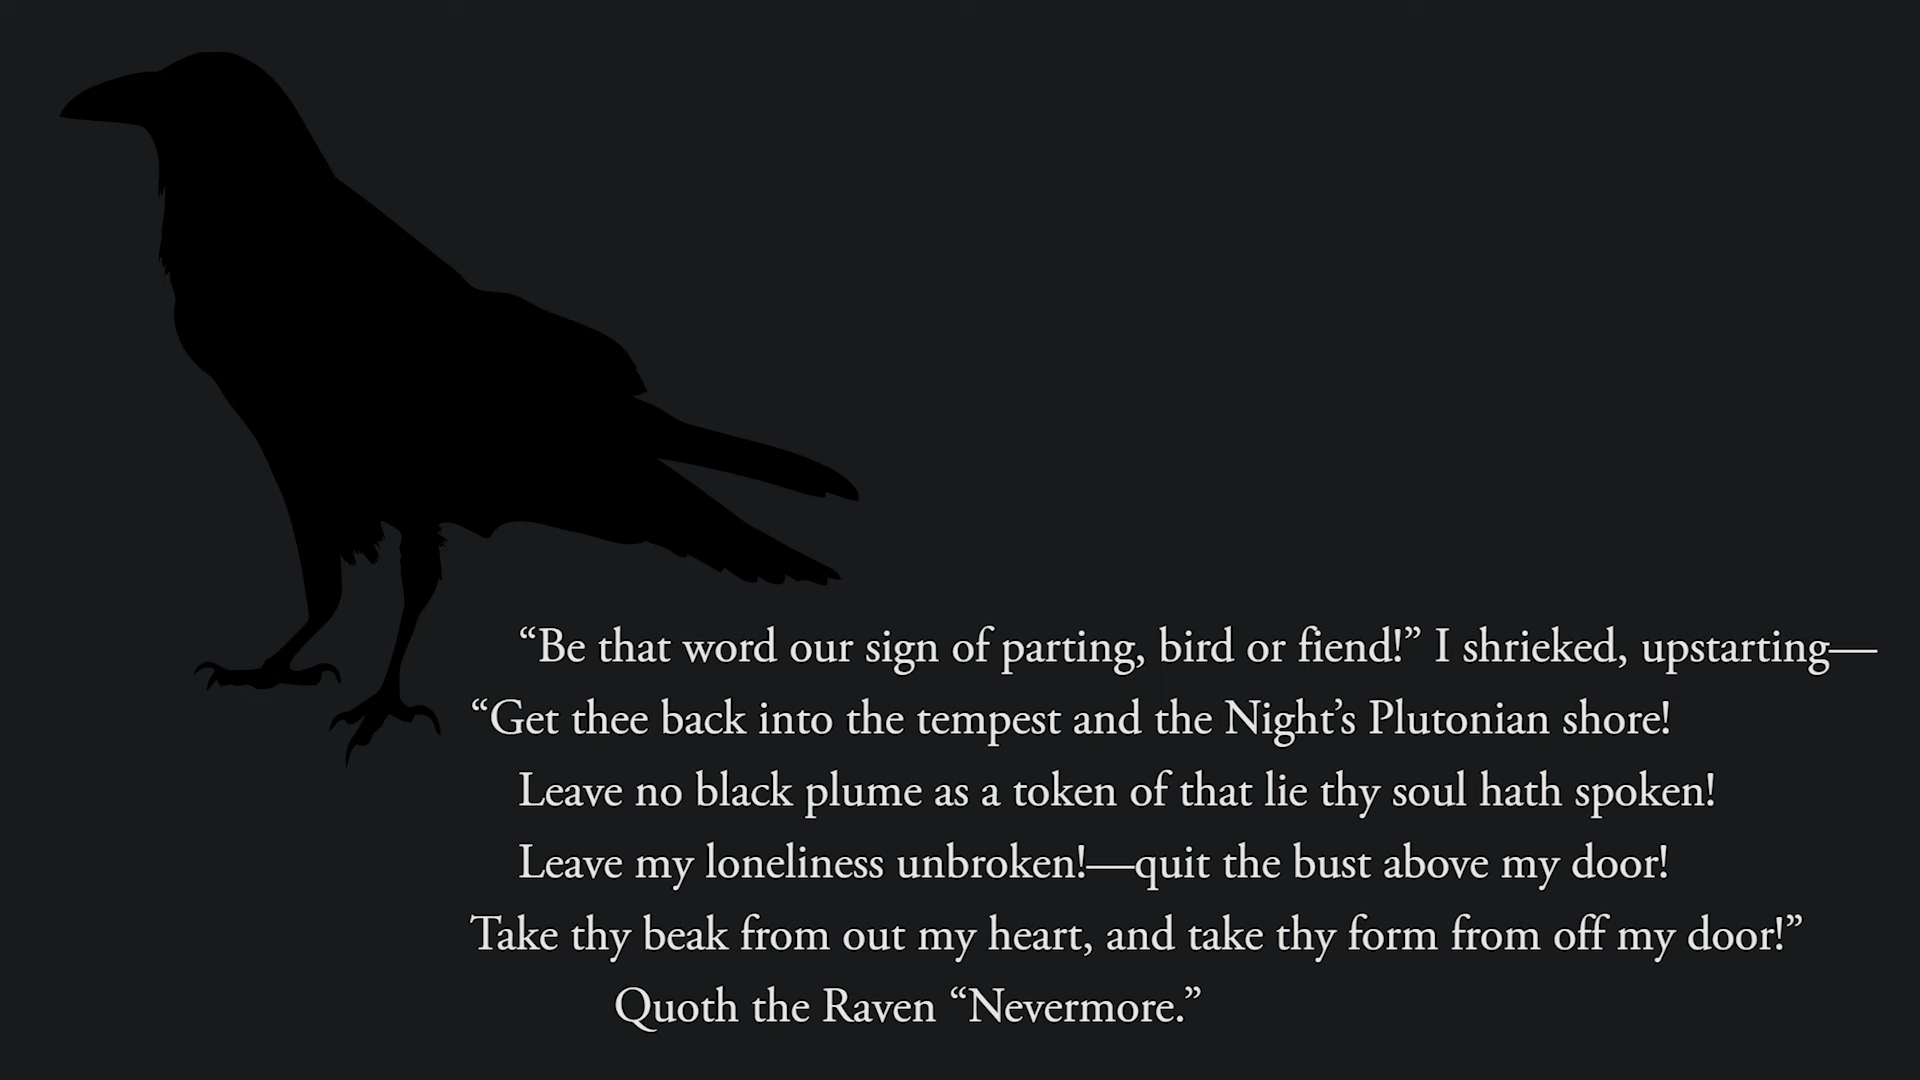 “Be that word our sign of parting, bird or fiend!” I shrieked, upstarting—
“Get thee back into the tempest and the Night’s Plutonian shore!
Leave no black plume as a token of that lie thy soul hath spoken!
Leave my loneliness unbroken!—quit the bust above my door!
Take thy beak from out my heart, and take thy form from off my door!”
Quoth the Raven “Nevermore.”